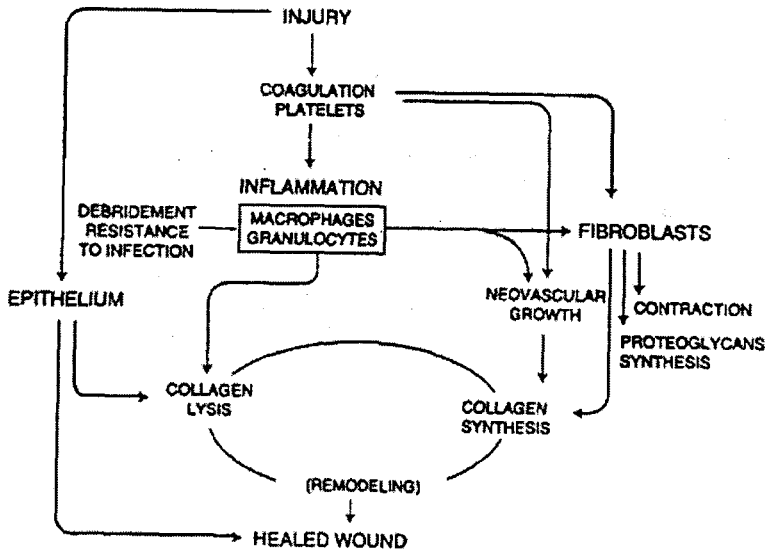 INJURY
COAGULATION
PLATELETS
INFLAMMATION
DEBRIDEMENT
RESISTANCE
TO INFECTION
MACROPHAGES
GRANULOCYTES
FIBROBLASTS
EPITHELIUM
NEOVASCULAR
GROWTH
CONTRACTION
PROTEOGLYCANS
SYNTHESIS
COLLAGEN
LYSIS
COLLAGEN
SYNTHESIS
(REMODELING)
HEALED WOUND